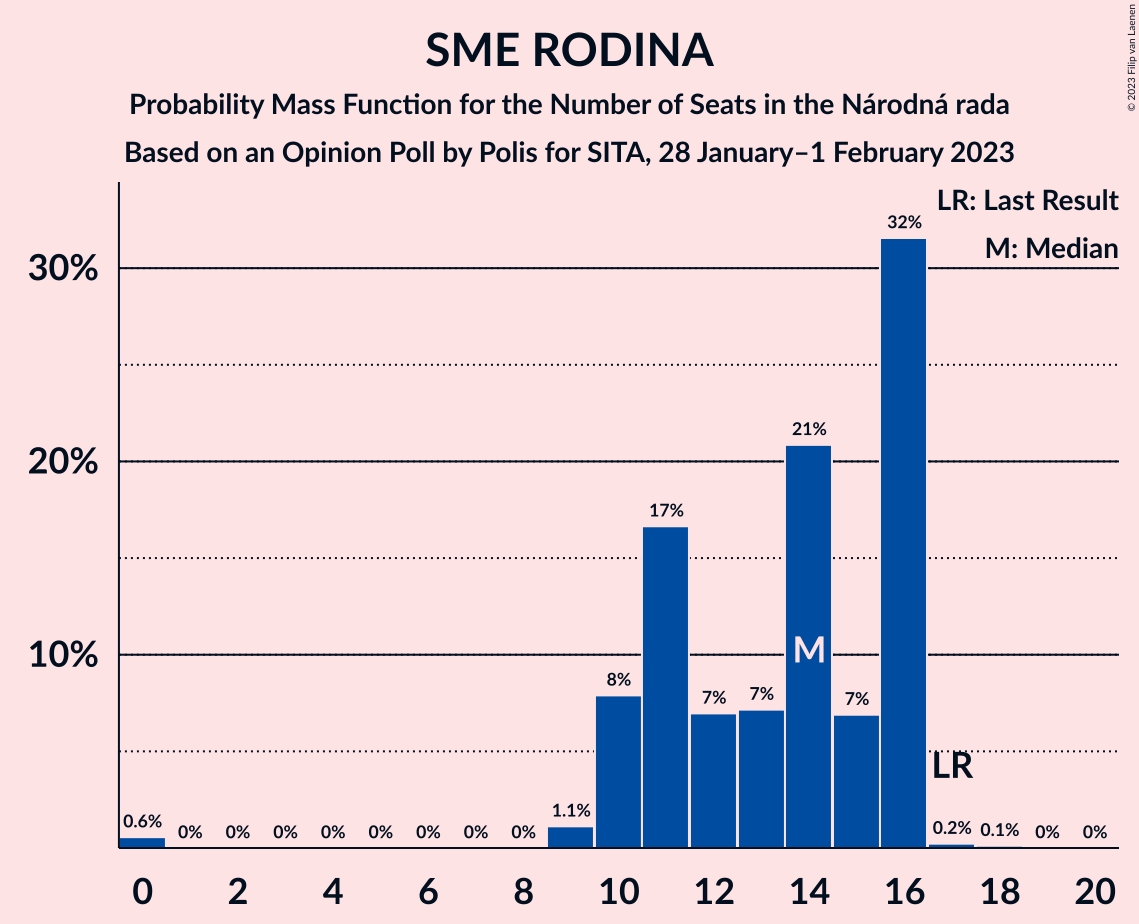 SME RODINA
Probability Mass Function for the Number of Seats in the Národná rada
Based on an Opinion Poll by Polis for SITA, 28 January–1 February 2023
© 2023 Filip van Laenen
LR: Last Result
M: Median
30%
20%
10%
0.6%
0%
0%
0%
0%
0%
0%
0%
0%
1.1%
8%
17%
7%
7%
21%
7%
32%
0.2%
0.1%
0%
0%
M
LR
0 2 4 6 8 10 12 14 16 18 20